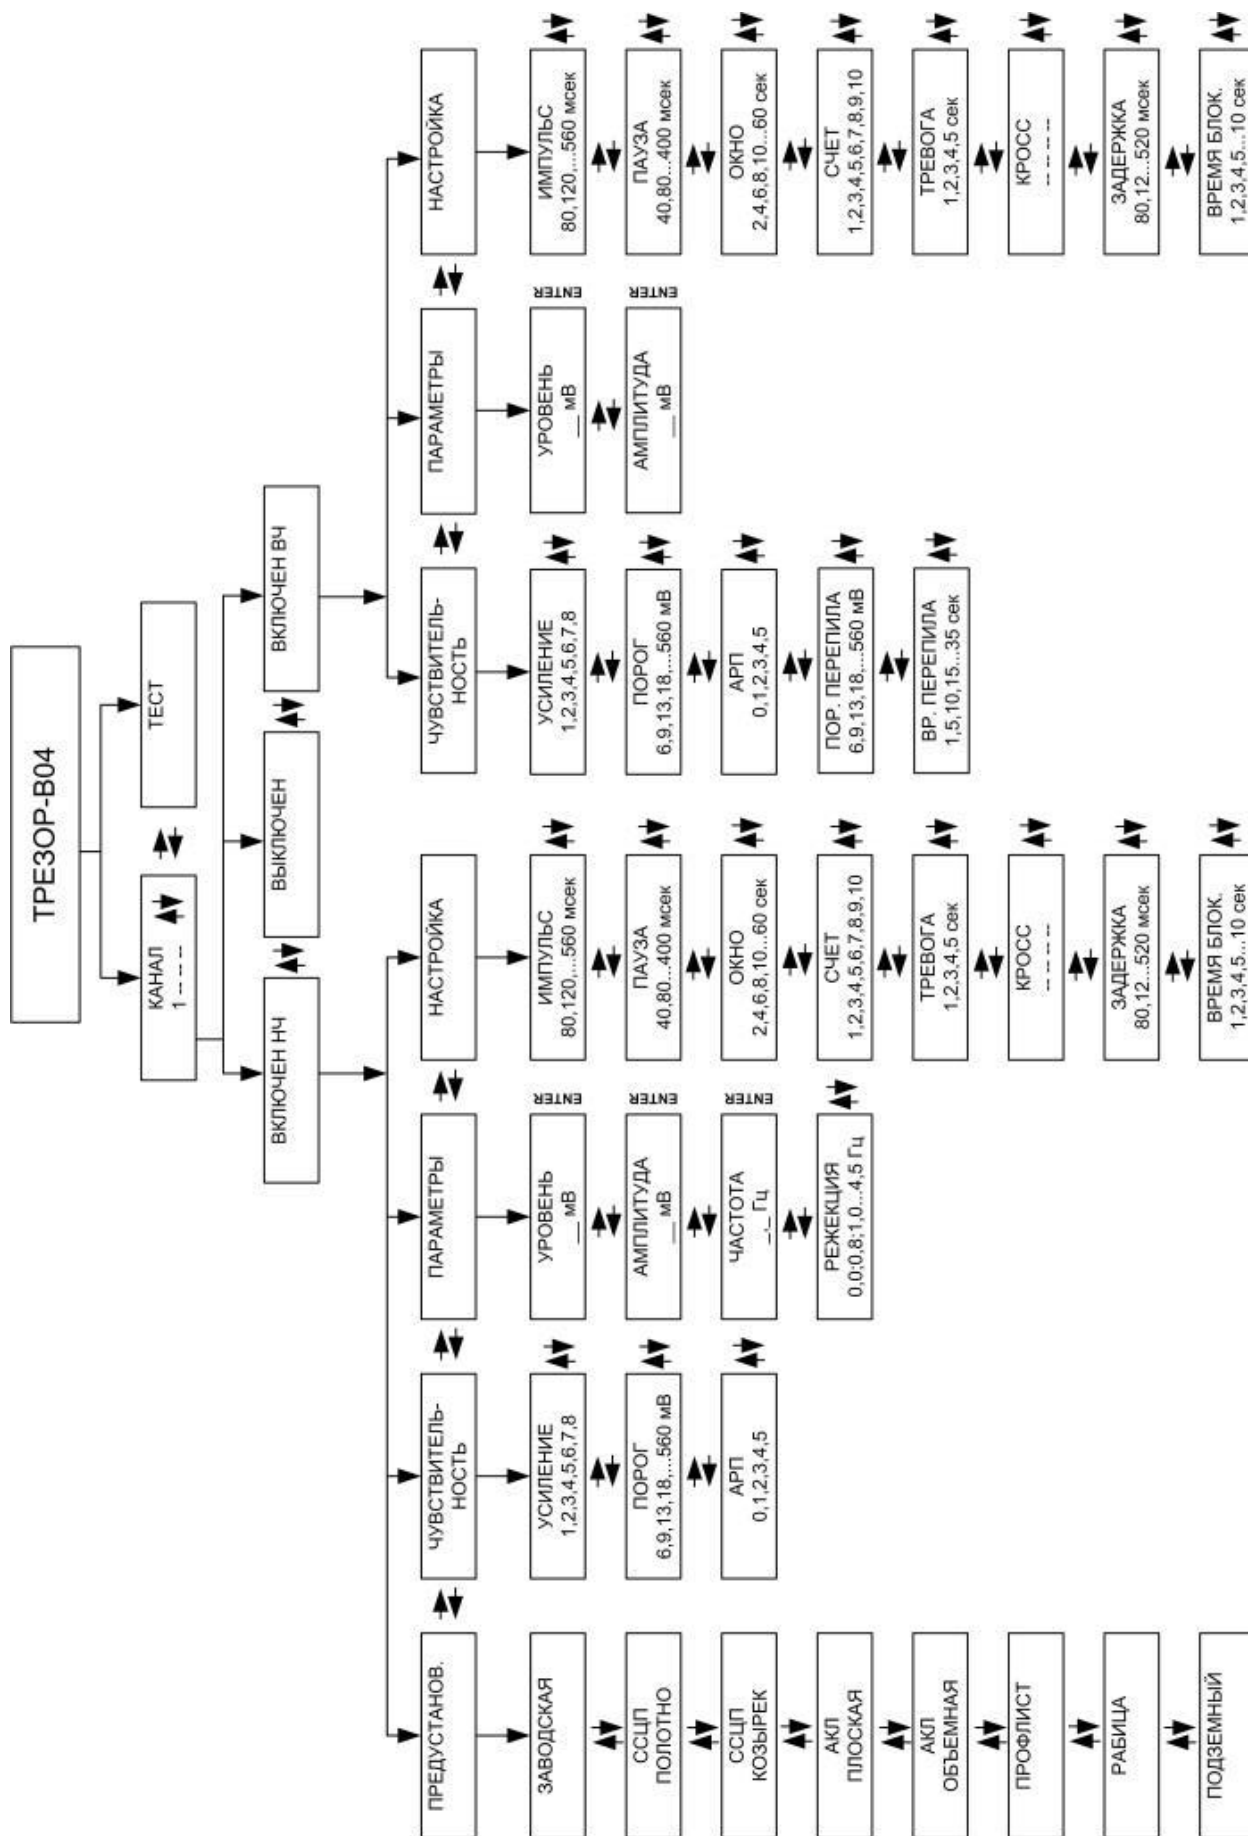 ТРЕЗОР-В04
КАНАЛ
1 – – – –
ТЕСТ
ВКЛЮЧЕН НЧ
ВЫКЛЮЧЕН
ВКЛЮЧЕН ВЧ
ПРЕДУСТАНОВ.
ЗАВОДСКАЯ
ССЦП
ПОЛОТНО
ССЦП
КОЗЫРЕК
АКЛ
ПЛОСКАЯ
АКЛ
ОБЪЕМНАЯ
ПРОФЛИСТ
РАБИЦА
ПОДЗЕМНЫЙ
ЧУВСТВИТЕЛЬ-
НОСТЬ
УСИЛЕНИЕ
1,2,3,4,5,6,7,8
ПОРОГ
6,9,13,18,...560 мВ
АРП
0,1,2,3,4,5
ПАРАМЕТРЫ
УРОВЕНЬ
__ мВ
ENTER
АМПЛИТУДА
__ мВ
ENTER
ЧАСТОТА
_._ Гц
ENTER
РЕЖЕКЦИЯ
0,0;0,8;1,0...4,5 Гц
НАСТРОЙКА
ИМПУЛЬС
80,120,...560 мсек
ПАУЗА
40,80...400 мсек
ОКНО
2,4,6,8,10...60 сек
СЧЕТ
1,2,3,4,5,6,7,8,9,10
ТРЕВОГА
1,2,3,4,5 сек
КРОСС
– – – –
ЗАДЕРЖКА
80,12...520 мсек
ВРЕМЯ БЛОК.
1,2,3,4,5...10 сек
ЧУВСТВИТЕЛЬ-
НОСТЬ
УСИЛЕНИЕ
1,2,3,4,5,6,7,8
ПОРОГ
6,9,13,18,...560 мВ
АРП
0,1,2,3,4,5
ПОР. ПЕРЕПИЛА
6,9,13,18,...560 мВ
ВР. ПЕРЕПИЛА
1,5,10,15...35 сек
ПАРАМЕТРЫ
УРОВЕНЬ
__ мВ
ENTER
АМПЛИТУДА
__ мВ
ENTER
НАСТРОЙКА
ИМПУЛЬС
80,120,...560 мсек
ПАУЗА
40,80...400 мсек
ОКНО
2,4,6,8,10...60 сек
СЧЕТ
1,2,3,4,5,6,7,8,9,10
ТРЕВОГА
1,2,3,4,5 сек
КРОСС
– – – –
ЗАДЕРЖКА
80,12...520 мсек
ВРЕМЯ БЛОК.
1,2,3,4,5...10 сек